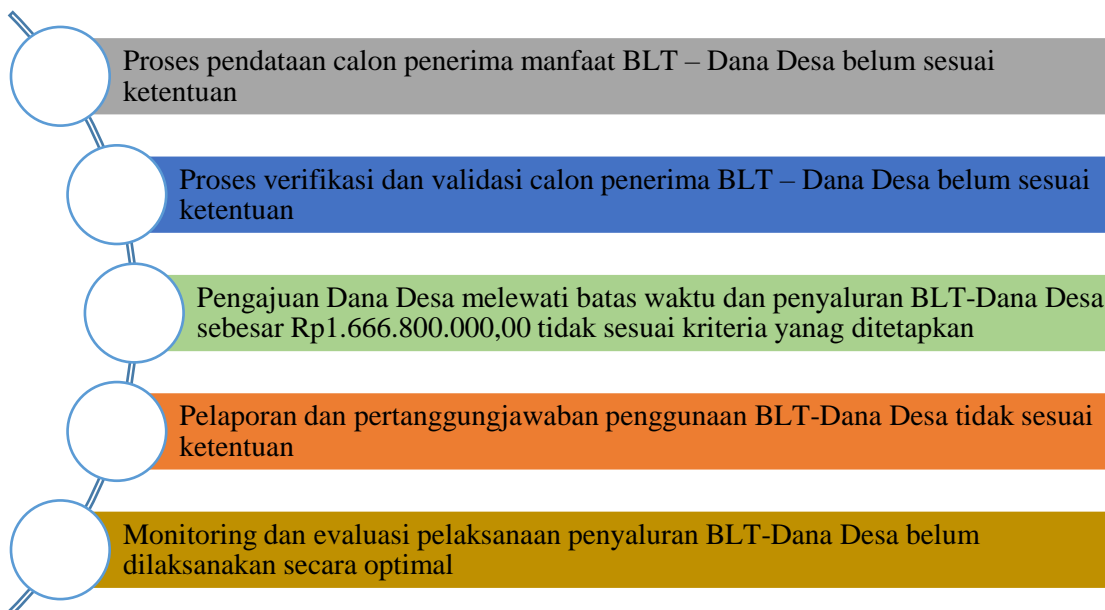 Proses pendataan calon penerima manfaat BLT – Dana Desa belum sesuai
ketentuan
Proses verifikasi dan validasi calon penerima BLT – Dana Desa belum sesuai
ketentuan
Pengajuan Dana Desa melewati batas waktu dan penyaluran BLT-Dana Desa
sebesar Rp1.666.800.000,00 tidak sesuai kriteria yanag ditetapkan
Pelaporan dan pertanggungjawaban penggunaan BLT-Dana Desa tidak sesuai
ketentuan
Monitoring dan evaluasi pelaksanaan penyaluran BLT-Dana Desa belum
dilaksanakan secara optimal